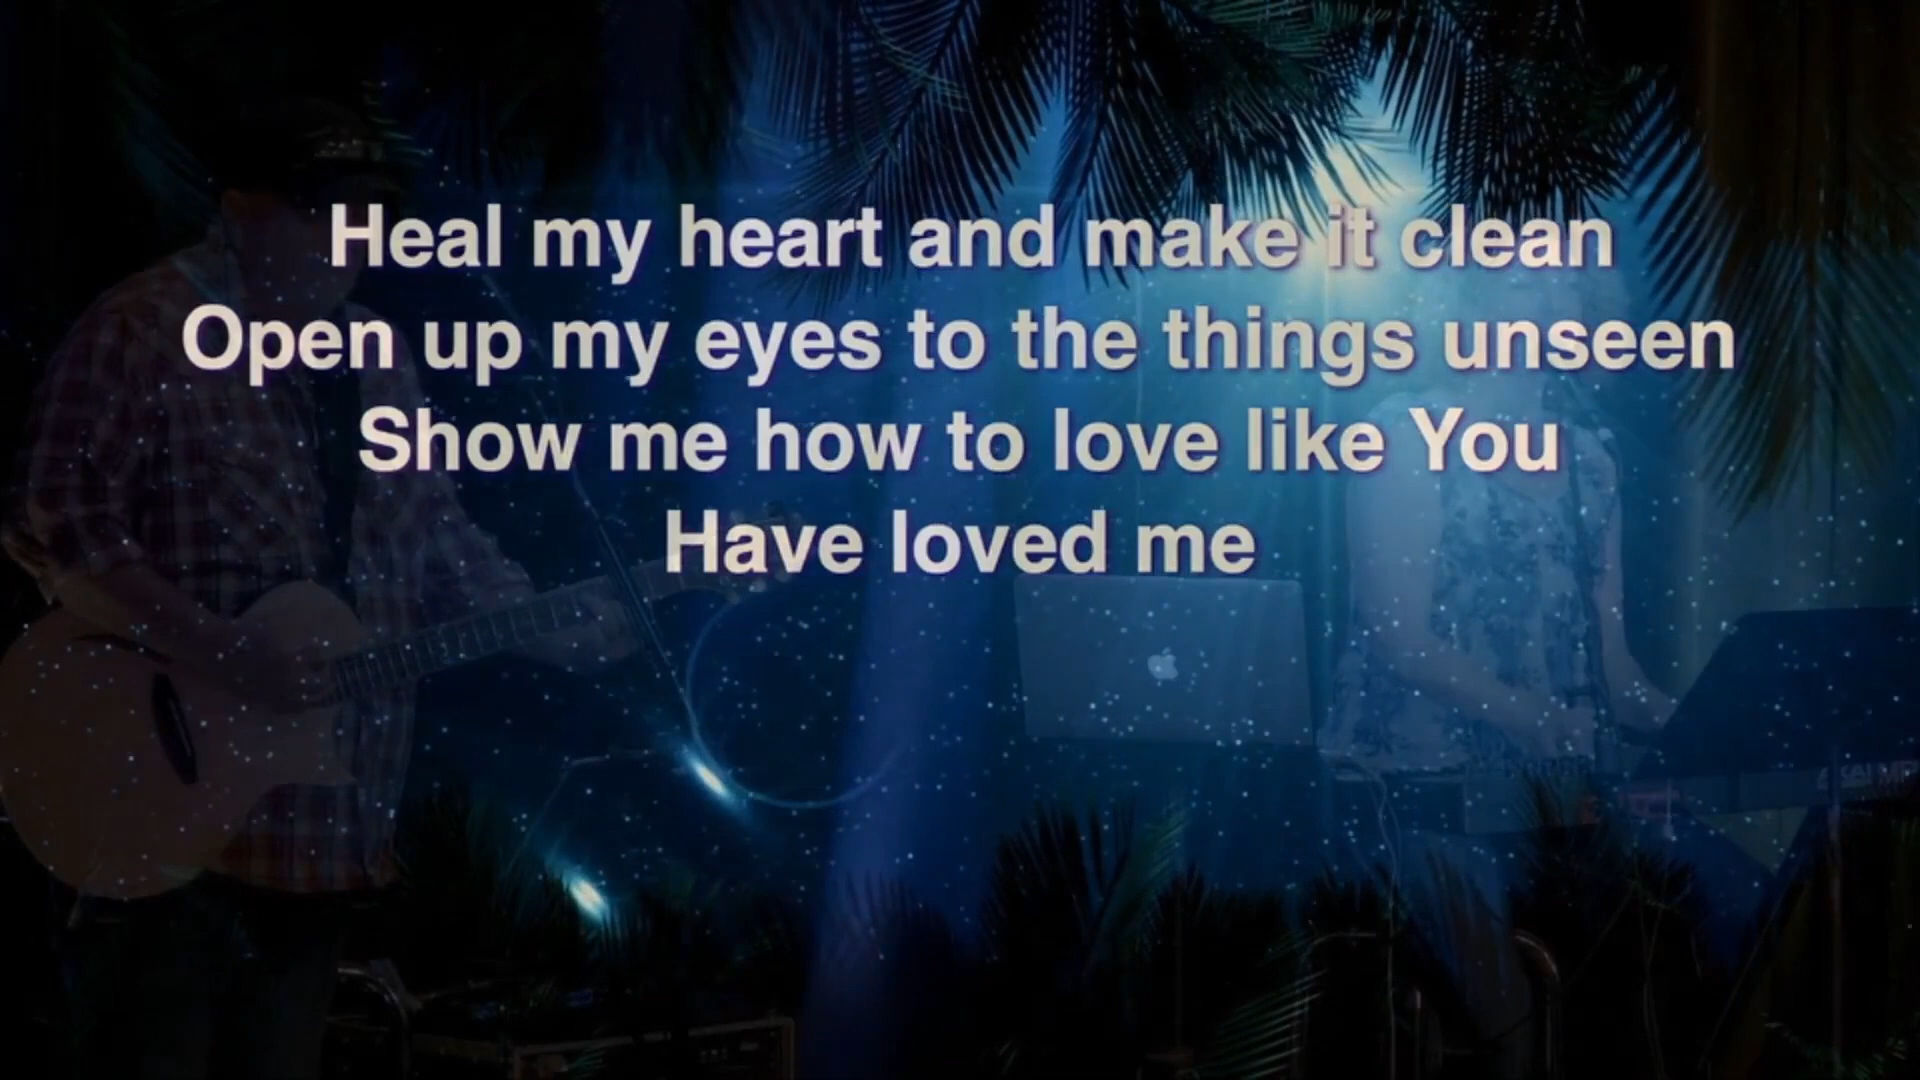 Heal my heart and make it clean
Open up my eyes to the things unseen
Show me how to love like You
Have loved me